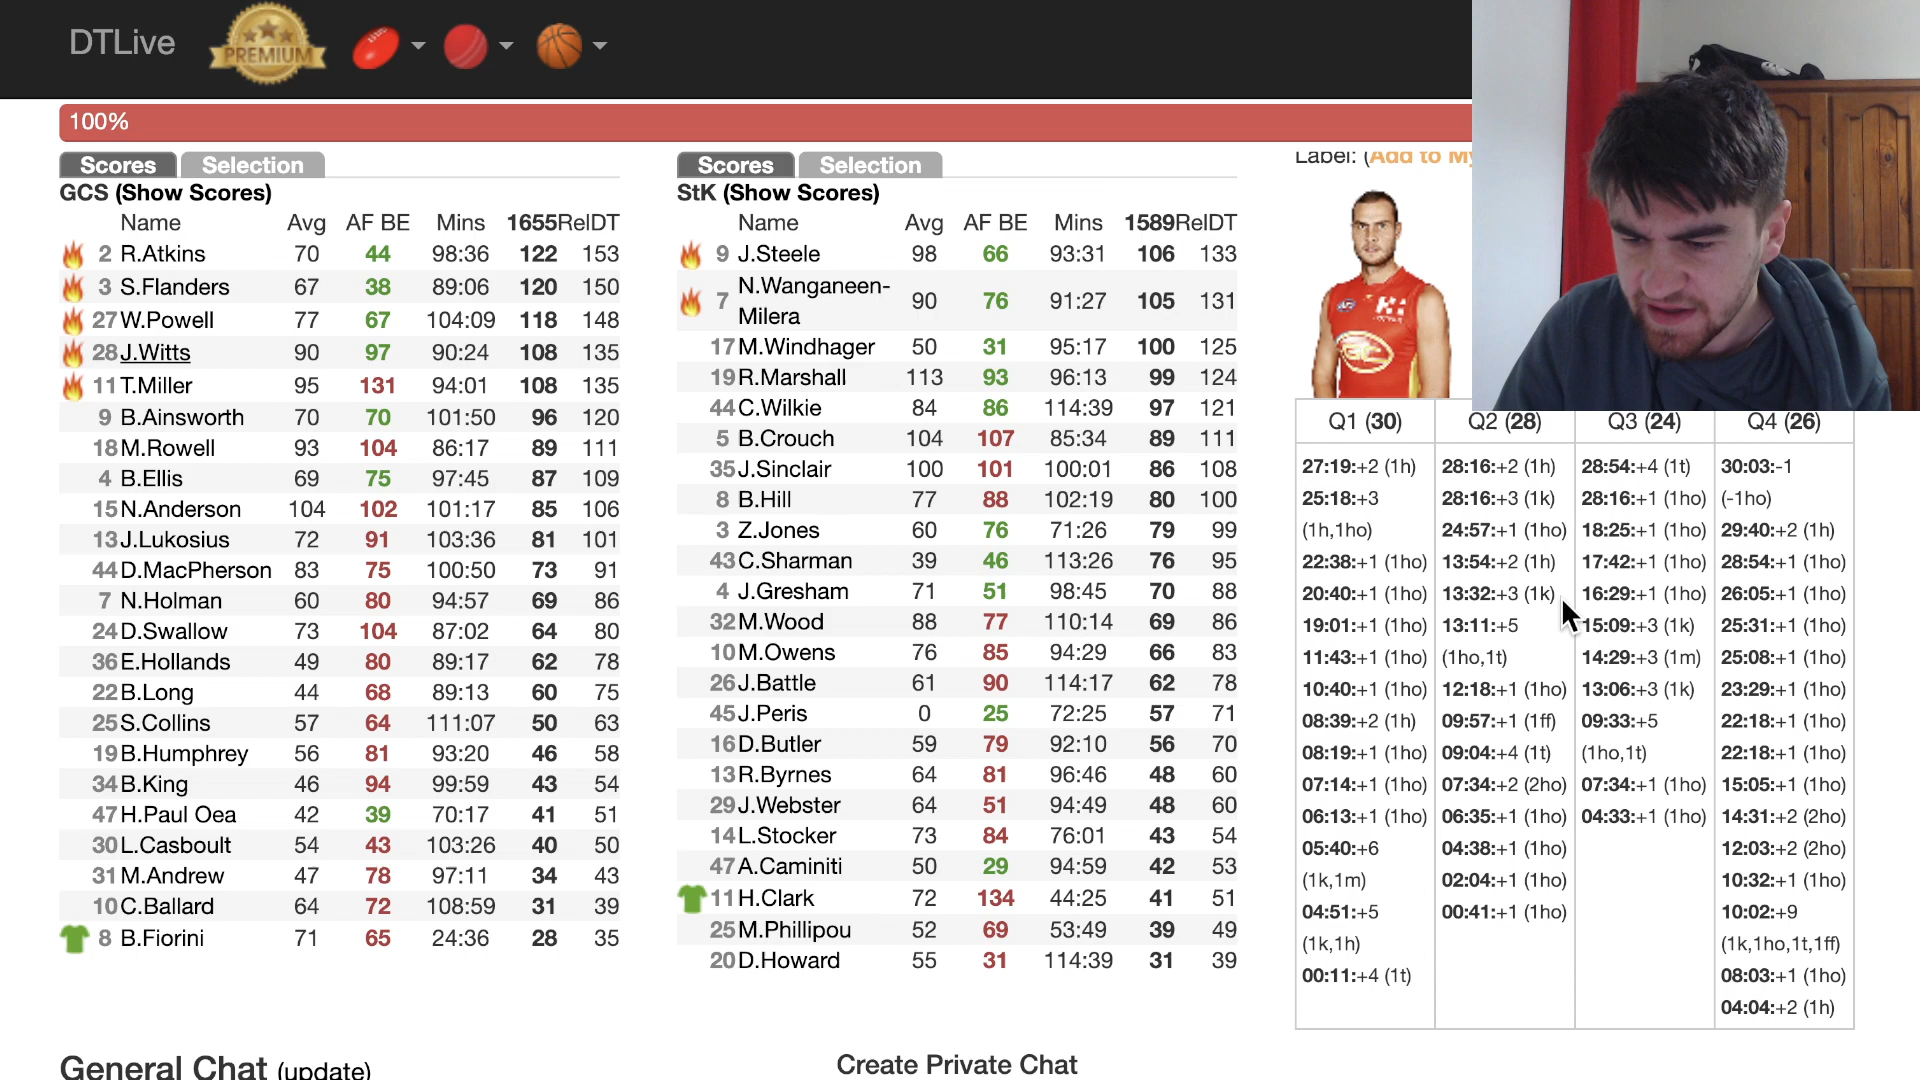 DTLive
PREMIUM
100%
Scores Selection
GCS (Show Scores)
Name Avg AF BE Mins 1655 RelDT
2 R.Atkins 70 44 98:36 122 153
3 S.Flanders 67 38 89:06 120 150
27 W.Powell 77 67 104:09 118 148
28 J.Witts 90 97 90:24 108 135
11 T.Miller 95 131 94:01 108 135
9 B.Ainsworth 70 70 101:50 96 120
18 M.Rowell 93 104 86:17 89 111
4 B.Ellis 69 75 97:45 87 109
15 N.Anderson 104 102 101:17 85 106
13 J.Lukosius 72 91 103:36 81 101
44 D.MacPherson 83 75 100:50 73 91
7 N.Holman 60 80 94:57 69 86
24 D.Swallow 73 104 87:02 64 80
36 E.Hollands 49 80 89:17 62 78
22 B.Long 44 68 89:13 60 75
25 S.Collins 57 64 111:07 50 63
19 B.Humphrey 56 81 93:20 46 58
34 B.King 46 94 99:59 43 54
47 H.Paul Oea 42 39 70:17 41 51
30 L.Casboult 54 43 103:26 40 50
31 M.Andrew 47 78 97:11 34 43
10 C.Ballard 64 72 108:59 31 39
8 B.Fiorini 71 65 24:36 28 35
Scores Selection
StK (Show Scores)
Name Avg AF BE Mins 1589 RelDT
9 J.Steele 98 66 93:31 106 133
7 N.Wanganeen-
Milera 90 76 91:27 105 131
17 M.Windhager 50 31 95:17 100 125
19 R.Marshall 113 93 96:13 99 124
44 C.Wilkie 84 86 114:39 97 121
5 B.Crouch 104 107 85:34 89 111
35 J.Sinclair 100 101 100:01 86 108
8 B.Hill 77 88 102:19 80 100
3 Z.Jones 60 76 71:26 79 99
43 C.Sharman 39 46 113:26 76 95
4 J.Gresham 71 51 98:45 70 88
32 M.Wood 88 77 110:14 69 86
10 M.Owens 76 85 94:29 66 83
26 J.Battle 61 90 114:17 62 78
45 J.Peris 0 25 72:25 57 71
16 D.Butler 59 79 92:10 56 70
13 R.Byrnes 64 81 96:46 48 60
29 J.Webster 64 51 94:49 48 60
14 L.Stocker 73 84 76:01 43 54
47 A.Caminiti 50 29 94:59 42 53
11 H.Clark 72 134 44:25 41 51
25 M.Phillipou 52 69 53:49 39 49
20 D.Howard 55 31 114:39 31 39
Label: (Add to My
GC
Q1 (30)
27:19:+2 (1h)
25:18:+3
(1h,1ho)
22:38:+1 (1ho)
20:40:+1 (1ho)
19:01:+1 (1ho)
11:43:+1 (1ho)
10:40:+1 (1ho)
08:39:+2 (1h)
08:19:+1 (1ho)
07:14:+1 (1ho)
06:13:+1 (1ho)
05:40:+6
(1k,1m)
04:51:+5
(1k,1h)
00:11:+4 (1t)
Q2 (28)
28:16:+2 (1h)
28:16:+3 (1k)
24:57:+1 (1ho)
13:54:+2 (1h)
13:32:+3 (1k)
13:11:+5
(1ho,1t)
12:18:+1 (1ho)
09:57:+1 (1ff)
09:04:+4 (1t)
07:34:+2 (2ho)
06:35:+1 (1ho)
04:38:+1 (1ho)
02:04:+1 (1ho)
00:41:+1 (1ho)
Q3 (24)
28:54:+4 (1t)
28:16:+1 (1ho)
18:25:+1 (1ho)
17:42:+1 (1ho)
16:29:+1 (1ho)
15:09:+3 (1k)
14:29:+3 (1m)
13:06:+3 (1k)
09:33:+5
(1ho,1t)
07:34:+1 (1ho)
04:33:+1 (1ho)
Q4 (26)
30:03:-1
(-1ho)
29:40:+2 (1h)
28:54:+1 (1ho)
26:05:+1 (1ho)
25:31:+1 (1ho)
25:08:+1 (1ho)
23:29:+1 (1ho)
22:18:+1 (1ho)
22:18:+1 (1ho)
15:05:+1 (1ho)
14:31:+2 (2ho)
12:03:+2 (2ho)
10:32:+1 (1ho)
10:02:+9
(1k,1ho,1t,1ff)
08:03:+1 (1ho)
04:04:+2 (1h)
General Chat (update)
Create Private Chat